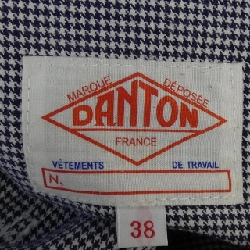 MARQUE DÉPOSÉE
DANTON
FRANCE
VÊTEMENTS DE TRAVAIL
N.
38